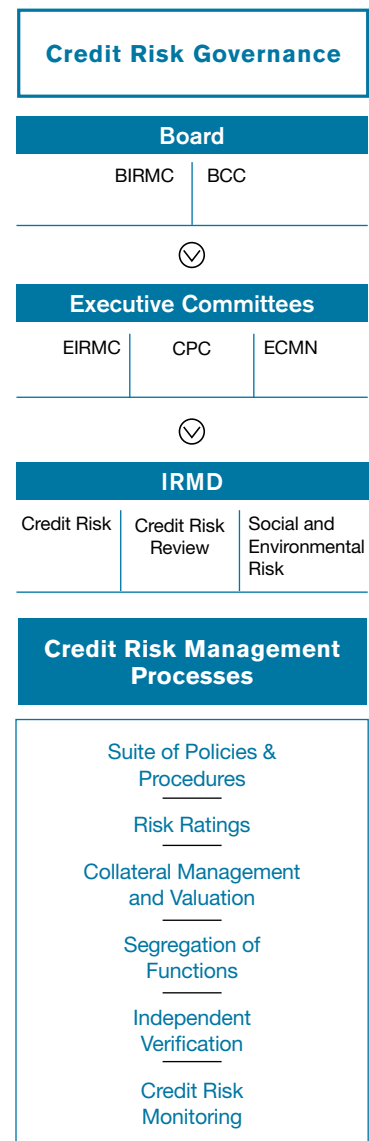 Credit Risk Governance
Board
BIRMC BCC
Executive Committees
EIRMC CPC ECMN
IRMD
Credit Risk
Credit Risk
Review
Social and
Environmental
Risk
Credit Risk Management
Processes
Suite of Policies &
Procedures
Risk Ratings
Collateral Management
and Valuation
Segregation of
Functions
Independent
Verification
Credit Risk
Monitoring